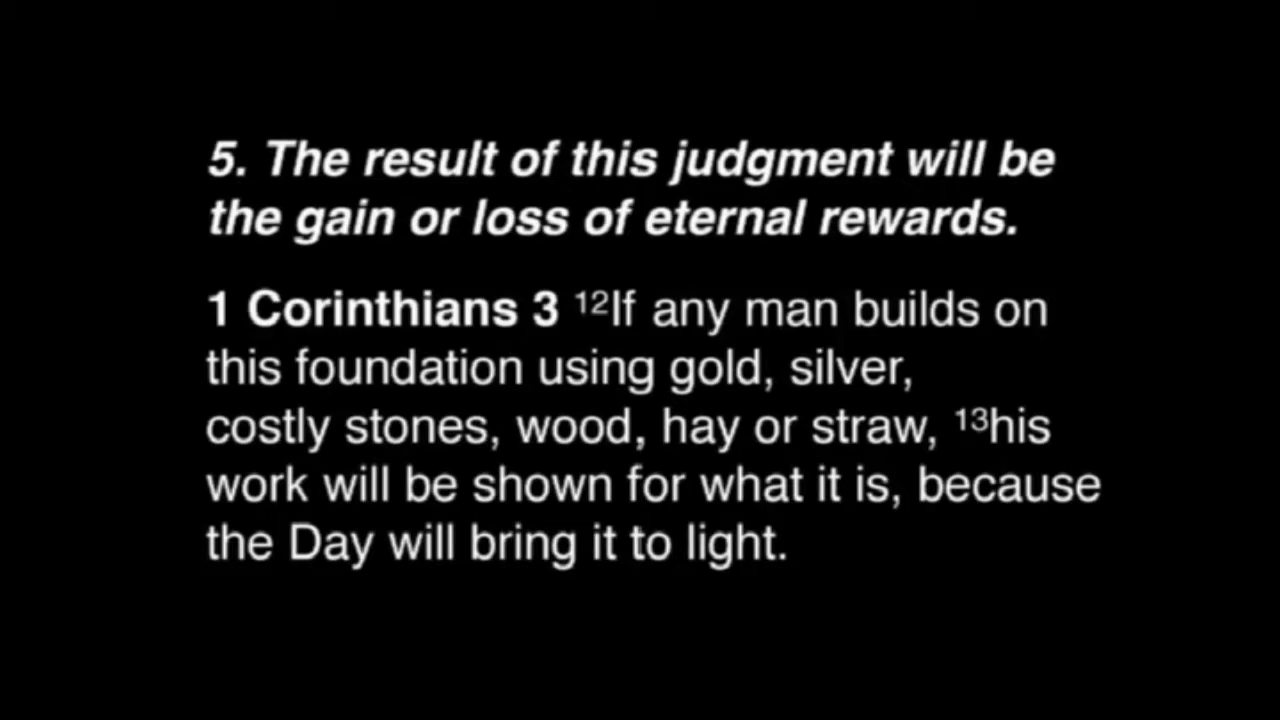 5. The result of this judgment will be
the gain or loss of eternal rewards.
1 Corinthians 3 ¹²If any man builds on
this foundation using gold, silver,
costly stones, wood, hay or straw, ¹³his
work will be shown for what it is, because
the Day will bring it to light.